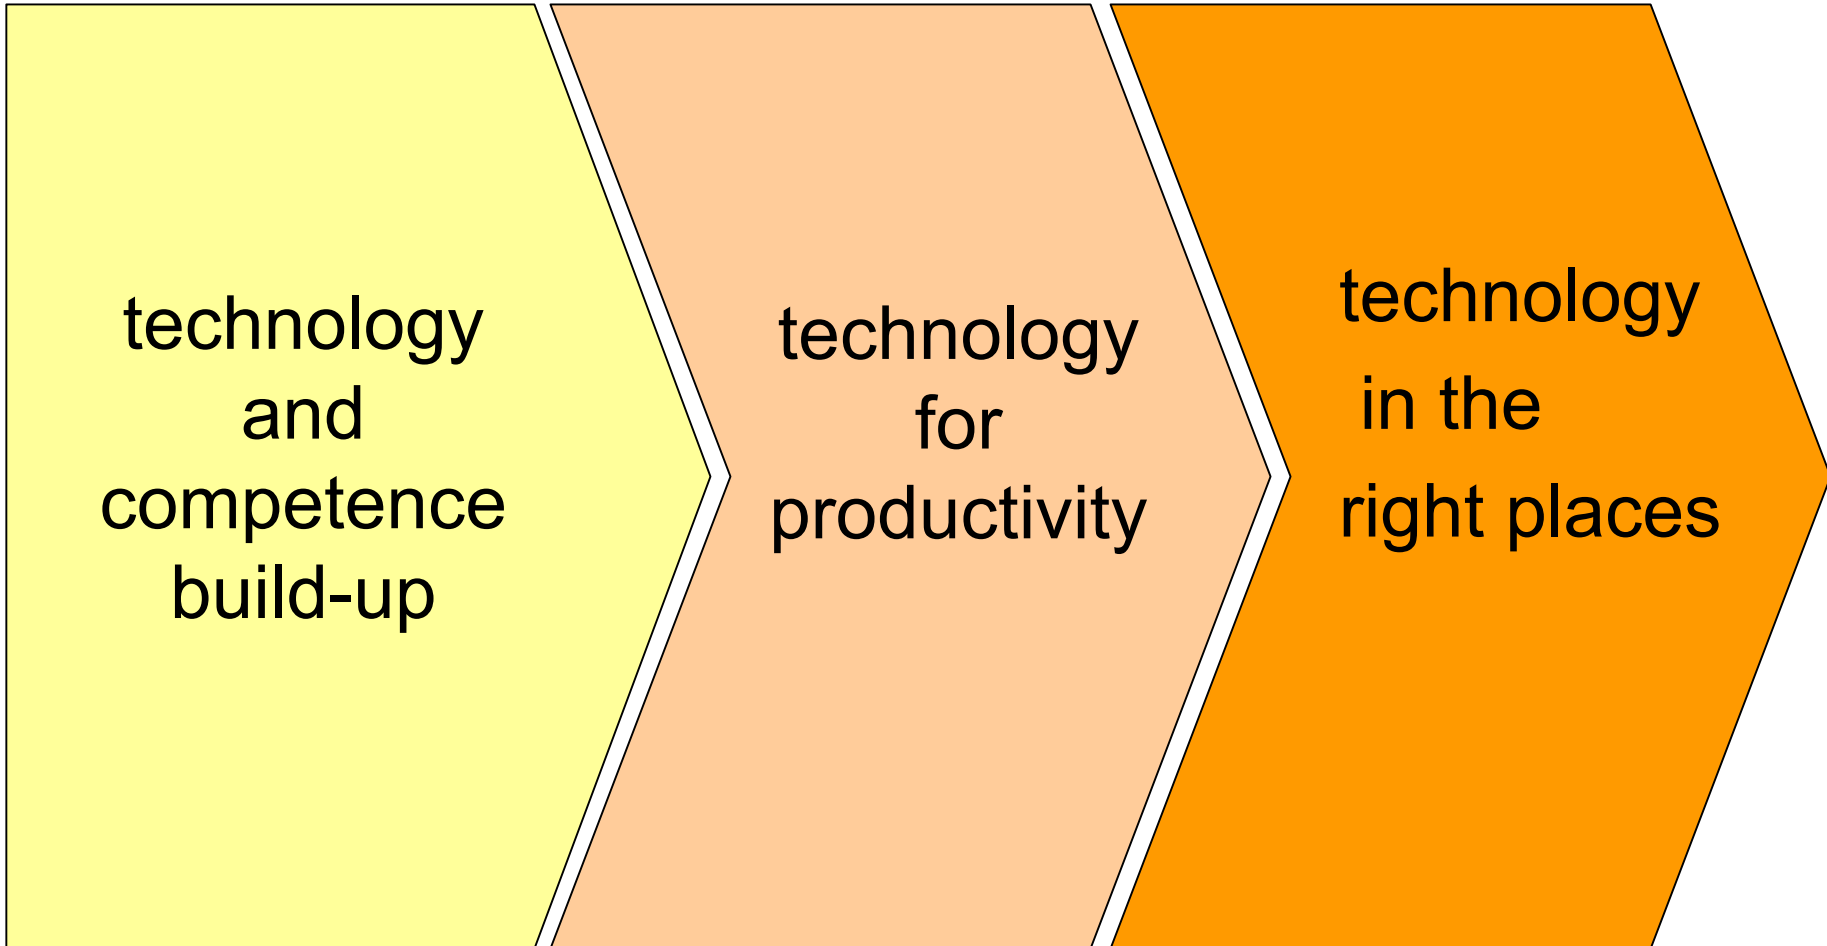 technology
and
competence
build-up
technology
for
productivity
technology
in the
right places